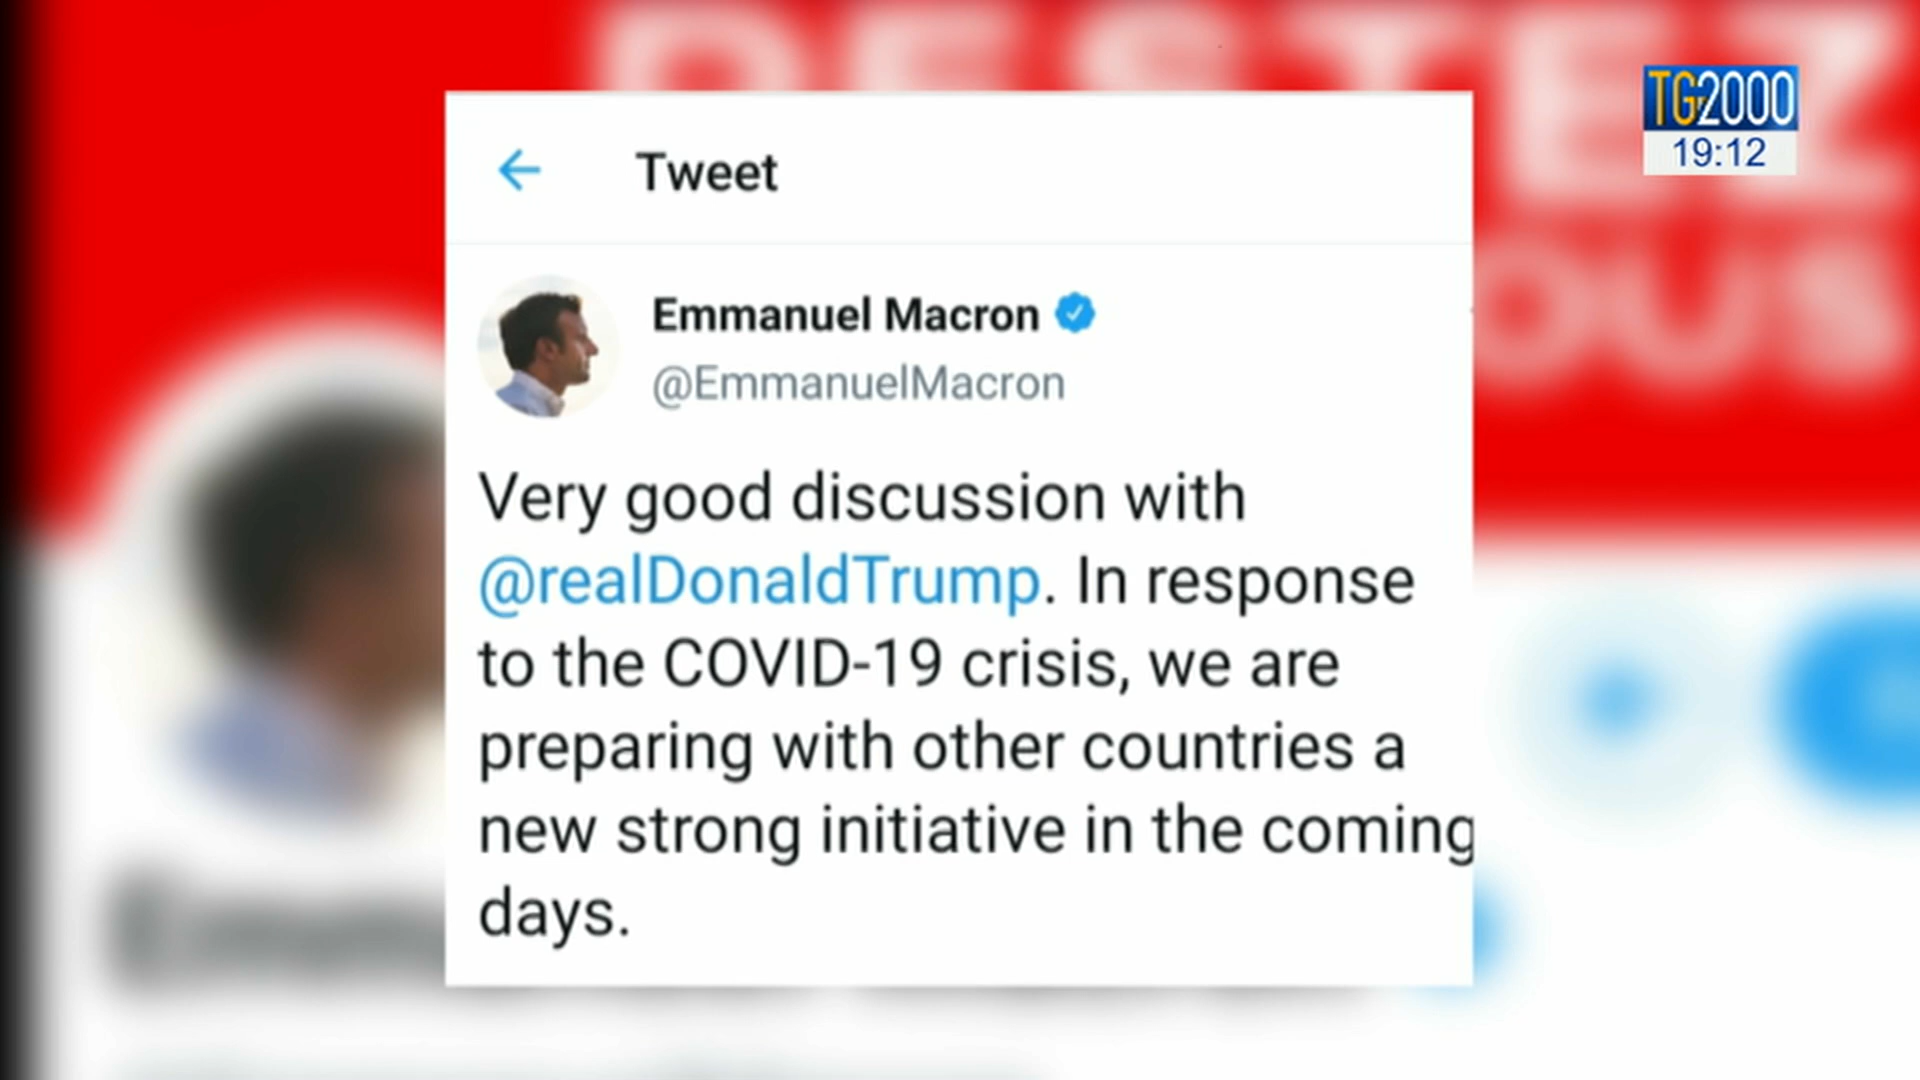 TG2000
19:12
Tweet
Emmanuel Macron
@EmmanuelMacron
Very good discussion with
@realDonaldTrump. In response
to the COVID-19 crisis, we are
preparing with other countries a
new strong initiative in the coming
days.